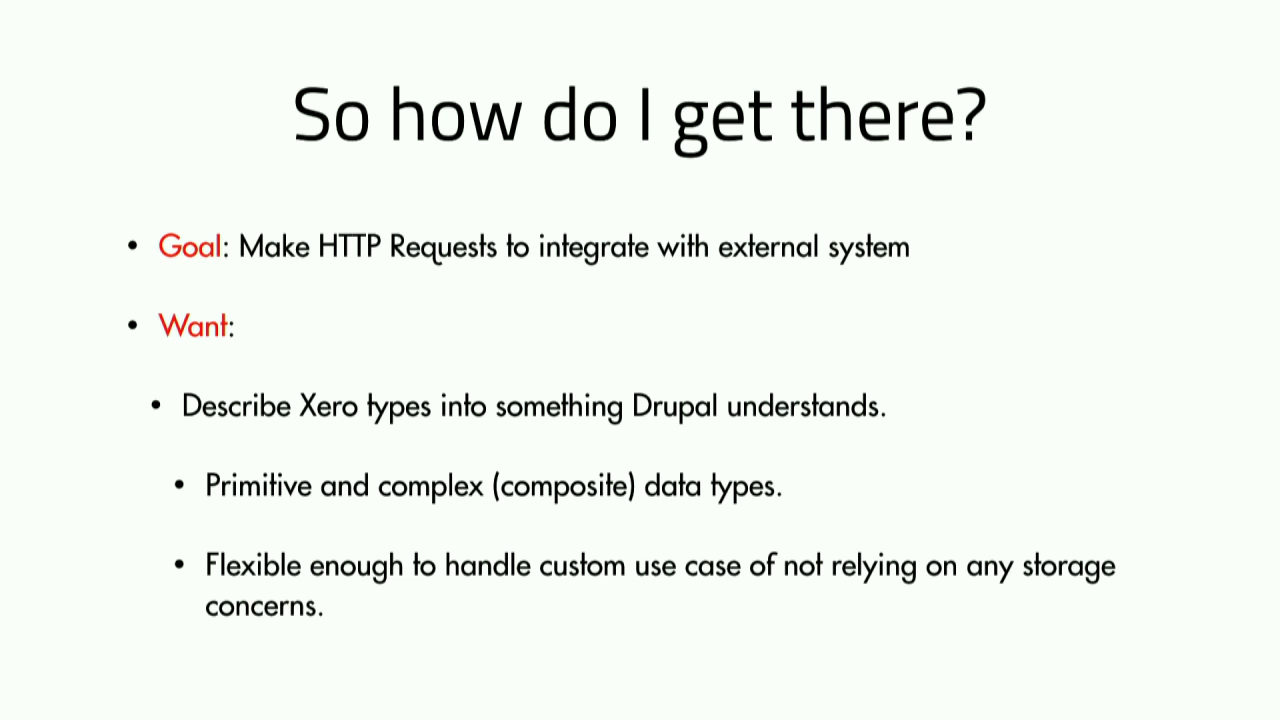 So how do I get there?
• Goal: Make HTTP Requests to integrate with external system
• Want:
• Describe Xero types into something Drupal understands.
• Primitive and complex (composite) data types.
• Flexible enough to handle custom use case of not relying on any storage
concerns.